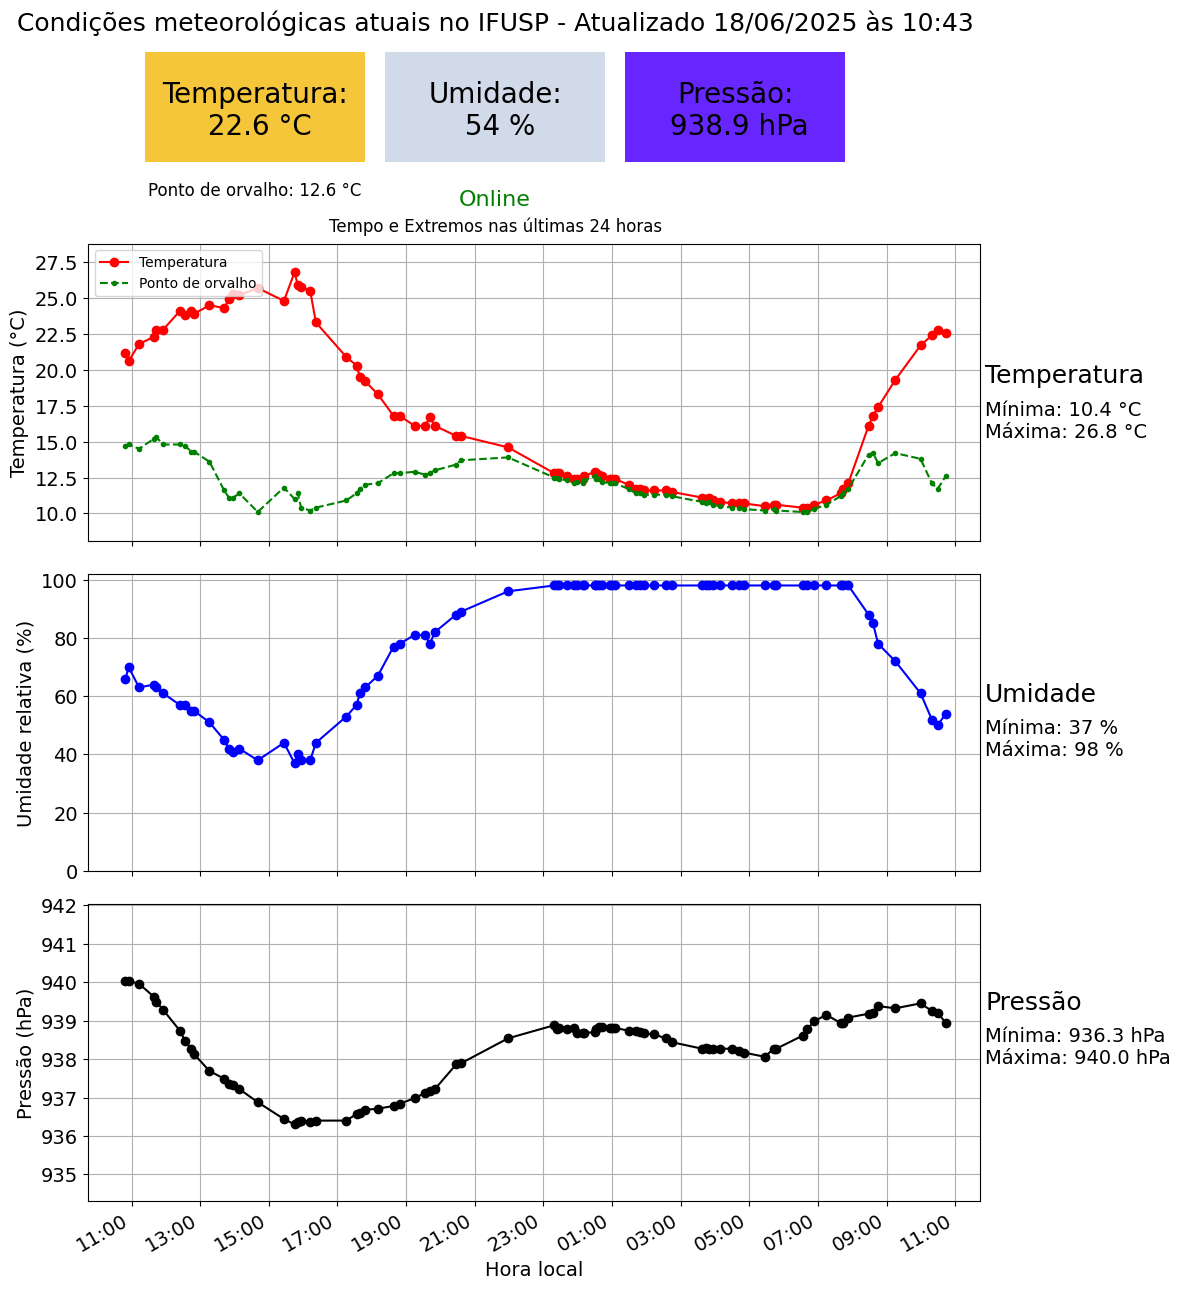 Condições meteorológicas atuais no IFUSP - Atualizado 18/06/2025 às 10:43
Temperatura:
22.6 °C
Umidade:
54 %
Pressão:
938.9 hPa
Ponto de orvalho: 12.6 °C
Online
Tempo e Extremos nas últimas 24 horas
Temperatura
Ponto de orvalho
Temperatura (°C)
27.5
25.0
22.5
20.0
17.5
15.0
12.5
10.0
Temperatura
Mínima: 10.4 °C
Máxima: 26.8 °C
Umidade relativa (%)
100
80
60
40
20
0
Umidade
Mínima: 37 %
Máxima: 98 %
Pressão (hPa)
942
941
940
939
938
937
936
935
Pressão
Mínima: 936.3 hPa
Máxima: 940.0 hPa
11:00 13:00 15:00 17:00 19:00 21:00 23:00 01:00 03:00 05:00 07:00 09:00 11:00
Hora local